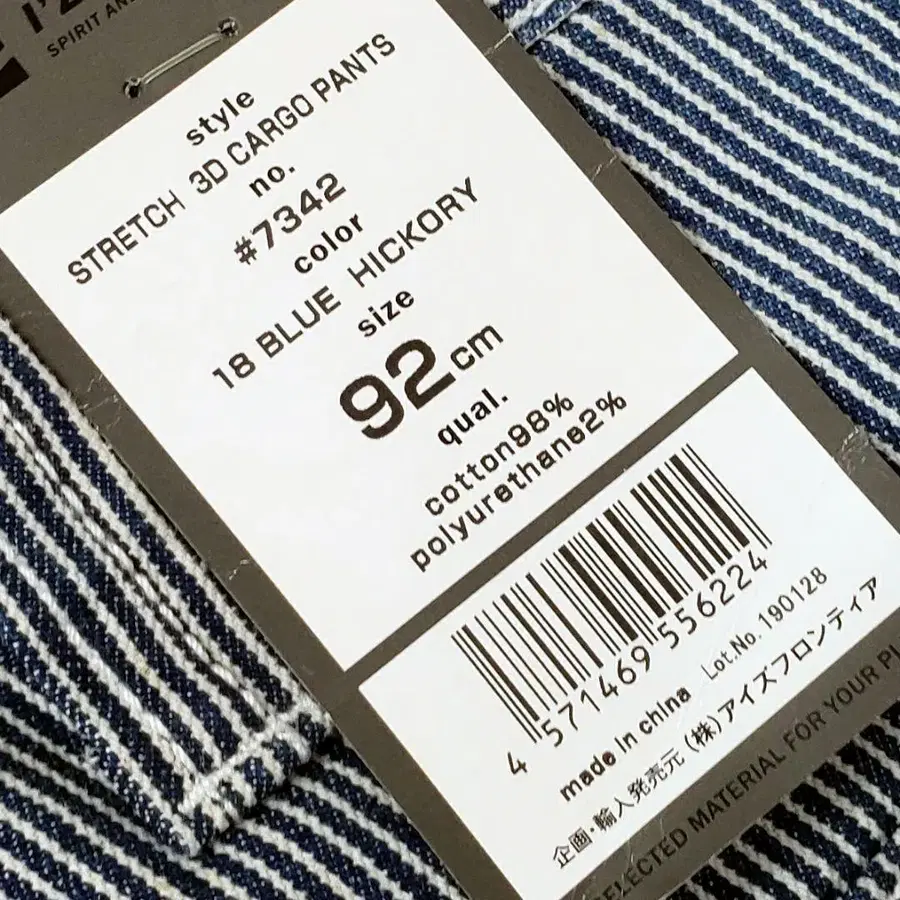 SPIRIT AN
style
STRETCH 3D CARGO PANTS
no.
#7342
color
18 BLUE HICKORY
size
92cm
qual.
cotton98%
polyurethane2%
4 571469 556224
made in china Lot.No. 190128
企画・輸入発売元 (株)アイズフロンティア
SELECTED MATERIAL FOR YOUR PL